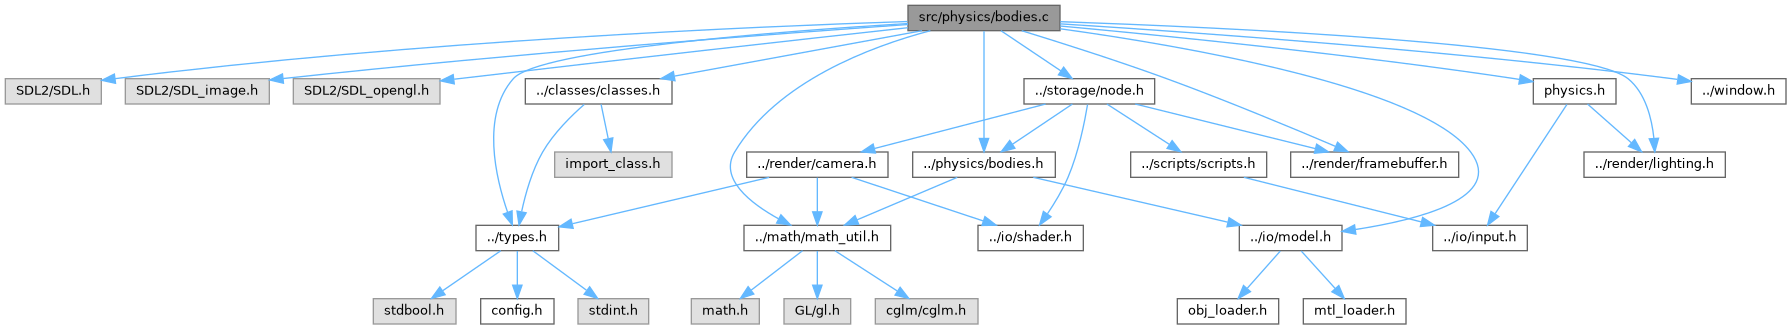 src/physics/bodies.c
SDL2/SDL.h
SDL2/SDL_image.h
SDL2/SDL_opengl.h
../classes/classes.h
../storage/node.h
physics.h
../window.h
import_class.h
../render/camera.h
../physics/bodies.h
../scripts/scripts.h
../render/framebuffer.h
../render/lighting.h
../types.h
../math/math_util.h
../io/shader.h
../io/model.h
../io/input.h
stdbool.h
config.h
stdint.h
math.h
GL/gl.h
cglm/cglm.h
obj_loader.h
mtl_loader.h